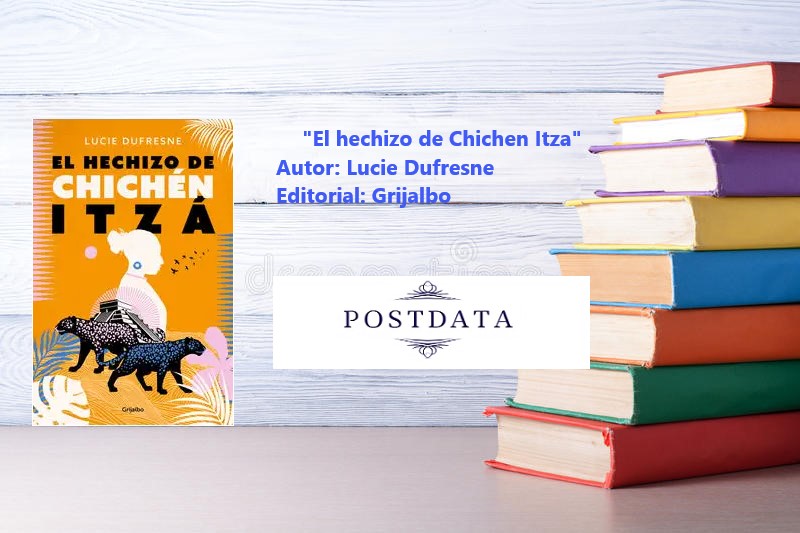 LUCIE DUFRESNE
EL HECHIZO DE
CHICHÉN
ITZÁ
Grijalbo
"El hechizo de Chichen Itza"
Autor: Lucie Dufresne
Editorial: Grijalbo
POSTDATA